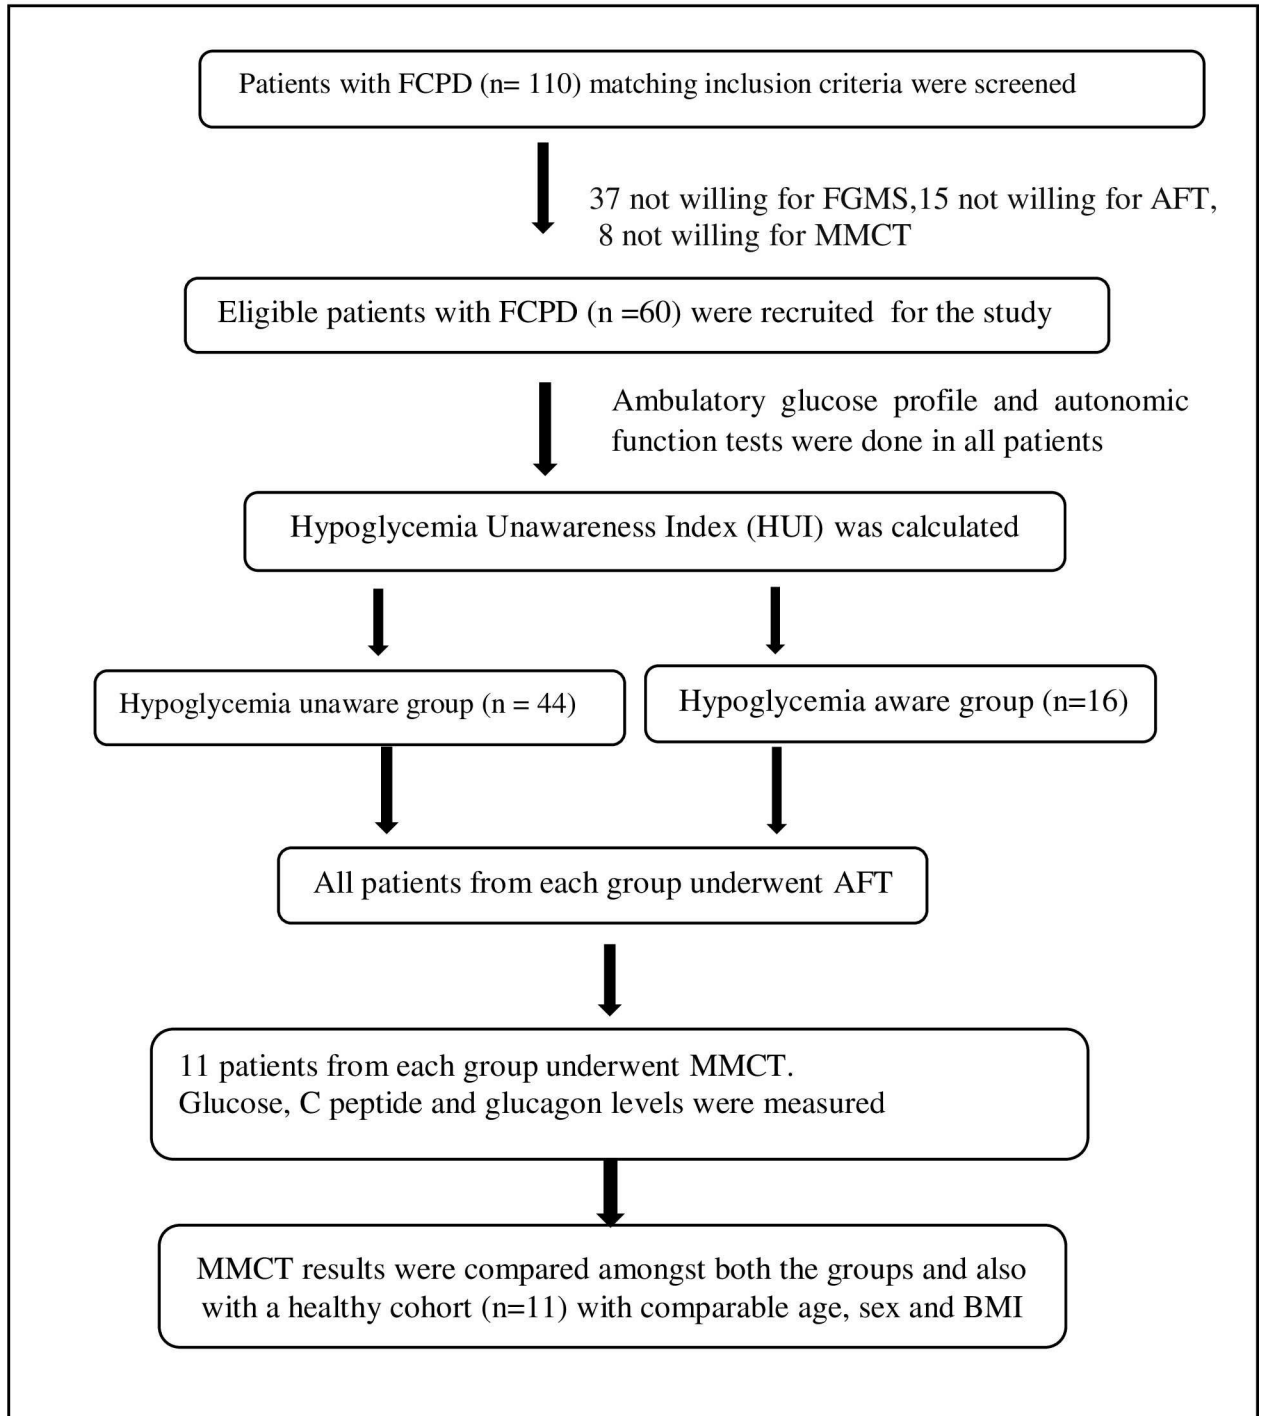 Patients with FCPD (n= 110) matching inclusion criteria were screened
37 not willing for FGMS,15 not willing for AFT,
8 not willing for MMCT
Eligible patients with FCPD (n =60) were recruited for the study
Ambulatory glucose profile and autonomic
function tests were done in all patients
Hypoglycemia Unawareness Index (HUI) was calculated
Hypoglycemia unaware group (n = 44)
Hypoglycemia aware group (n=16)
All patients from each group underwent AFT
11 patients from each group underwent MMCT.
Glucose, C peptide and glucagon levels were measured
MMCT results were compared amongst both the groups and also
with a healthy cohort (n=11) with comparable age, sex and BMI